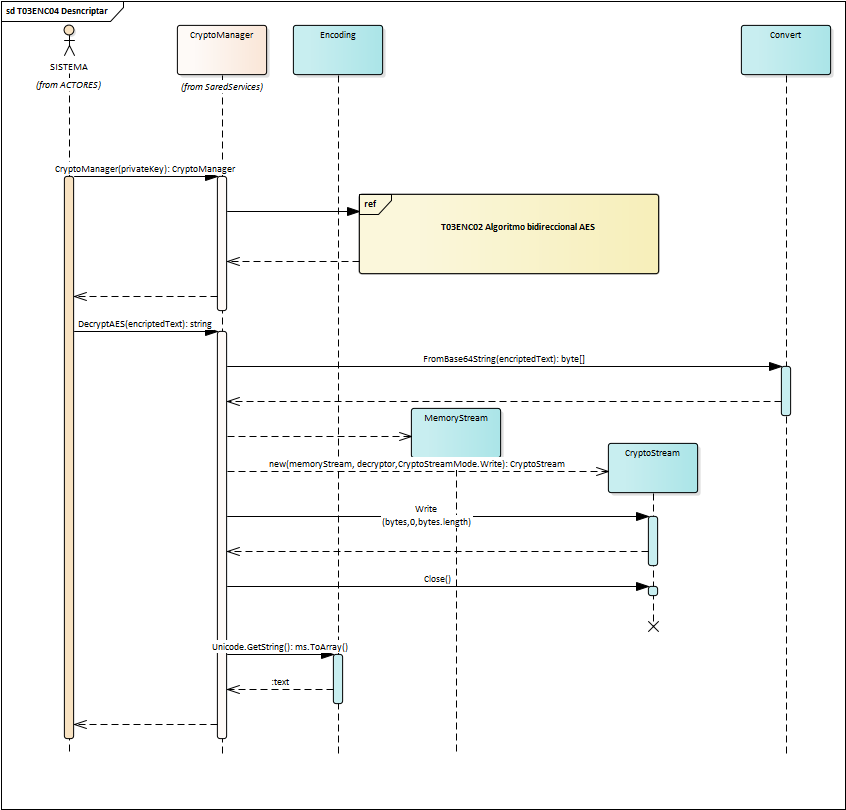 sd T03ENC04 Desncriptar
SISTEMA
(from ACTORES)
CryptoManager
(from SaredServices)
Encoding
Convert
CryptoManager(privateKey): CryptoManager
ref
T03ENC02 Algoritmo bidireccional AES
DecryptAES(encriptedText): string
FromBase64String(encriptedText): byte[]
MemoryStream
new(memoryStream, decryptor,CryptoStreamMode.Write): CryptoStream
CryptoStream
Write
(bytes,0,bytes.length)
Close()
Unicode.GetString(): ms.ToArray()
:text